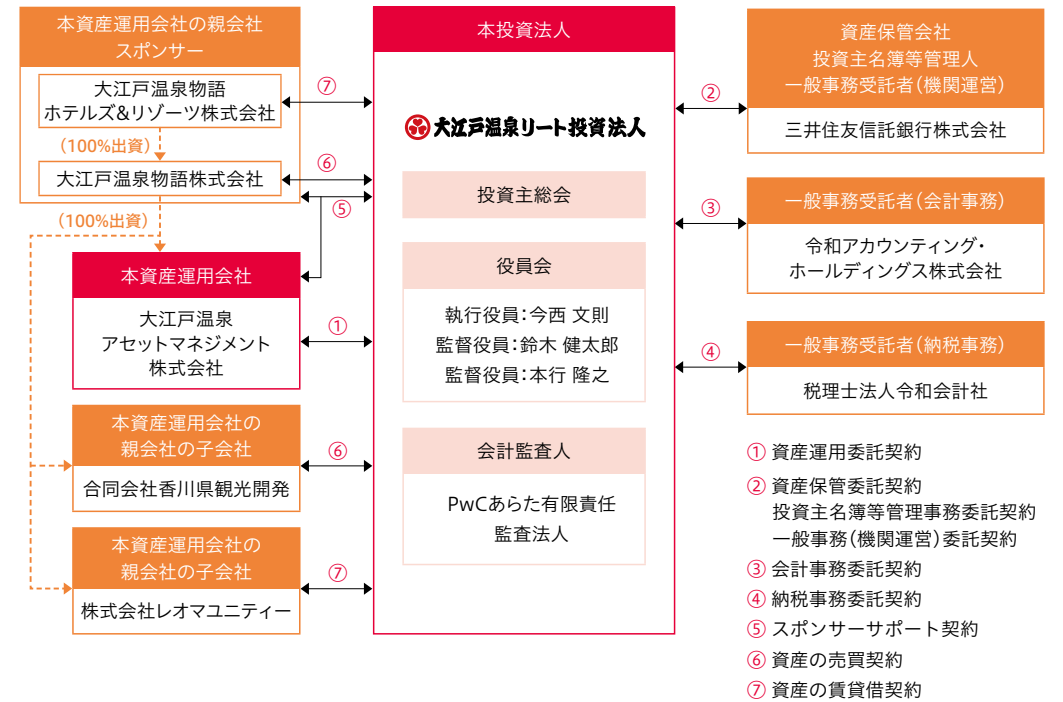 本資産運用会社の親会社
スポンサー
大江戸温泉物語
ホテルズ&リゾーツ株式会社
(100%出資)
大江戸温泉物語株式会社
(100%出資)
⑦
⑥
⑤
本資産運用会社
大江戸温泉
アセットマネジメント
株式会社
①
本資産運用会社の
親会社の子会社
合同会社香川県観光開発
⑥
本資産運用会社の
親会社の子会社
株式会社レオマユニティー
⑦
本投資法人
大江戸温泉リート投資法人
投資主総会
役員会
執行役員:今西 文則
監督役員:鈴木 健太郎
監督役員:本行 隆之
会計監査人
PwCあらた有限責任
監査法人
②
資産保管会社
投資主名簿等管理人
一般事務受託者(機関運営)
三井住友信託銀行株式会社
③
一般事務受託者(会計事務)
令和アカウンティング・
ホールディングス株式会社
④
一般事務受託者(納税事務)
税理士法人令和会計社
① 資産運用委託契約
② 資産保管委託契約
投資主名簿等管理事務委託契約
一般事務(機関運営)委託契約
③ 会計事務委託契約
④ 納税事務委託契約
⑤ スポンサーサポート契約
⑥ 資産の売買契約
⑦ 資産の賃貸借契約